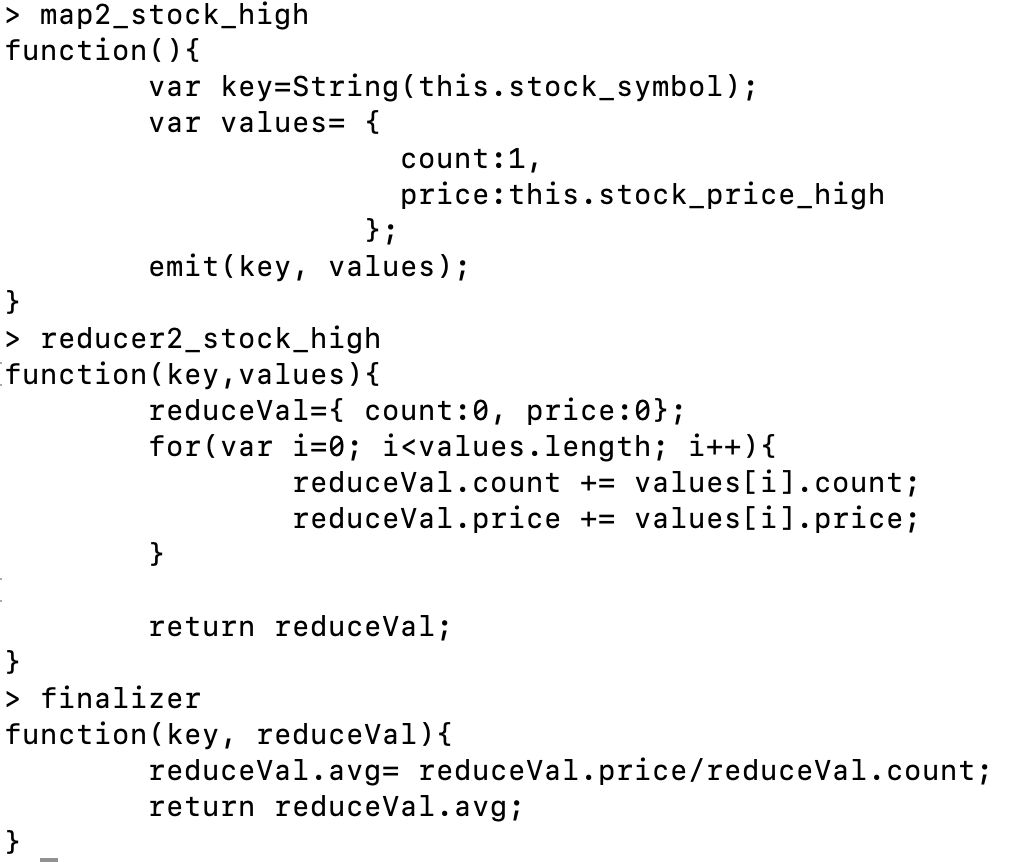 > map2_stock_high
function(){
        var key=String(this.stock_symbol);
        var values= {
                      count:1,
                      price:this.stock_price_high
                    };
        emit(key, values);
}
> reducer2_stock_high
function(key,values){
        reduceVal={ count:0, price:0};
        for(var i=0; i<values.length; i++){
                reduceVal.count += values[i].count;
                reduceVal.price += values[i].price;
        }

        return reduceVal;
}
> finalizer
function(key, reduceVal){
        reduceVal.avg= reduceVal.price/reduceVal.count;
        return reduceVal.avg;
}